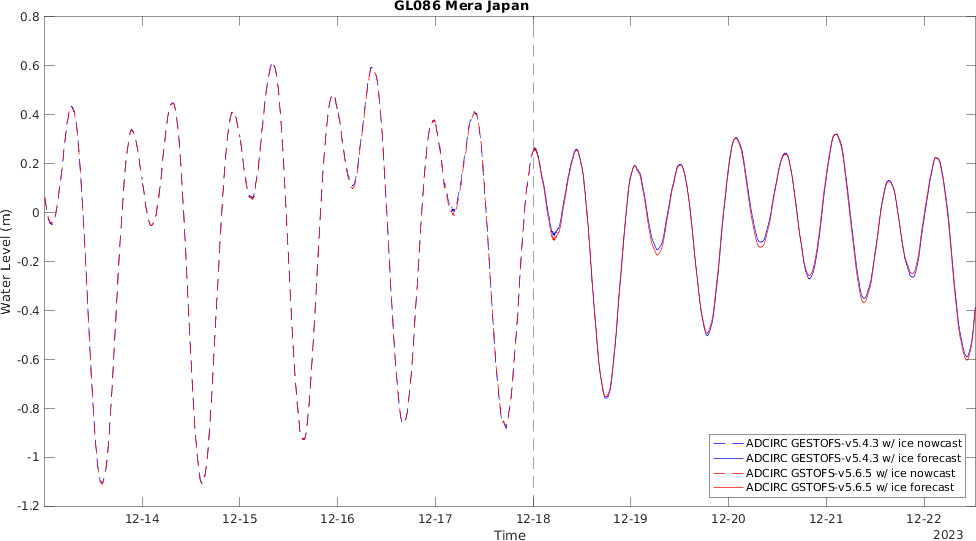 GL086 Mera Japan
0.8
0.6
0.4
0.2
0
-0.2
-0.4
-0.6
-0.8
-1
-1.2
Water Level (m)
ADCIRC GESTOFS-v5.4.3 w/ ice nowcast
ADCIRC GESTOFS-v5.4.3 w/ ice forecast
ADCIRC GSTOFS-v5.6.5 w/ ice nowcast
ADCIRC GSTOFS-v5.6.5 w/ ice forecast
12-14 12-15 12-16 12-17 12-18 12-19 12-20 12-21 12-22
Time
2023